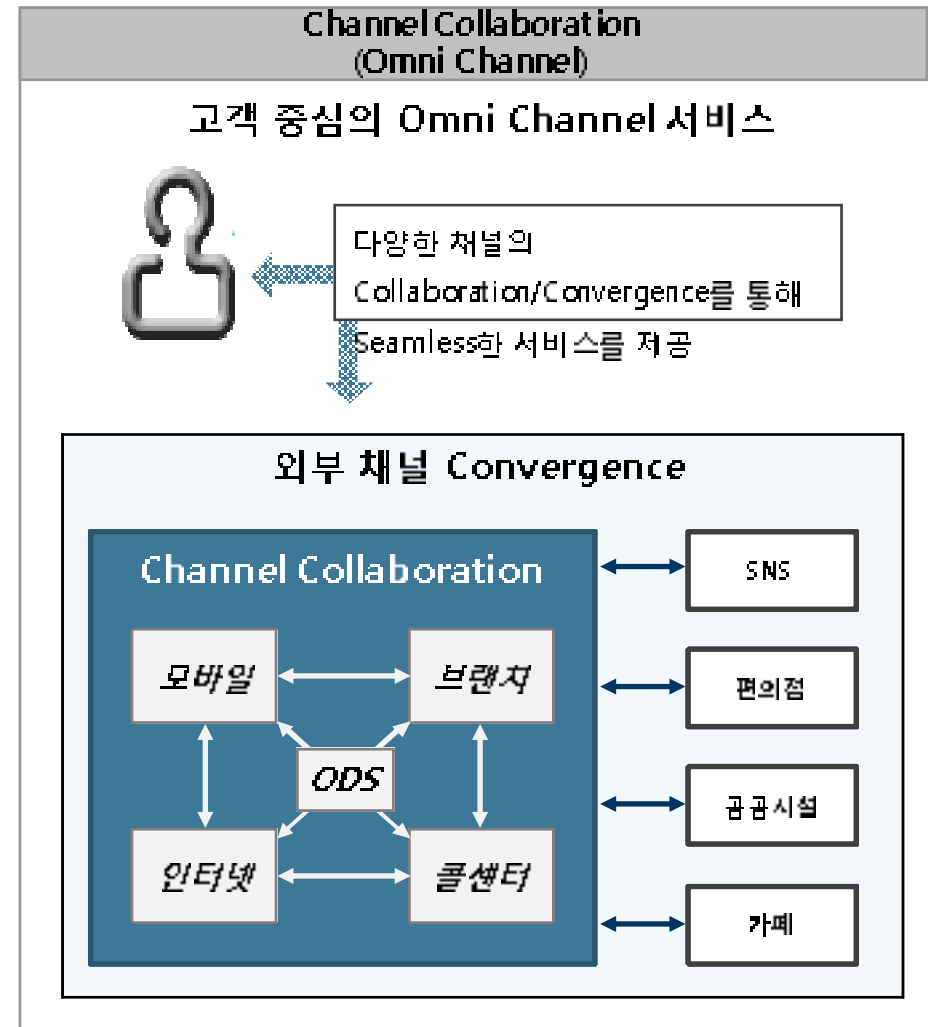 Channel Collaboration
(Omni Channel)
고객 중심의 Omni Channel 서비스
다양한 채널의
Collaboration/Convergence를 통해
Seamless한 서비스를 제공
외부 채널 Convergence
Channel Collaboration
모바일
브랜치
ODS
인터넷
콜센터
SNS
편의점
공공시설
카페